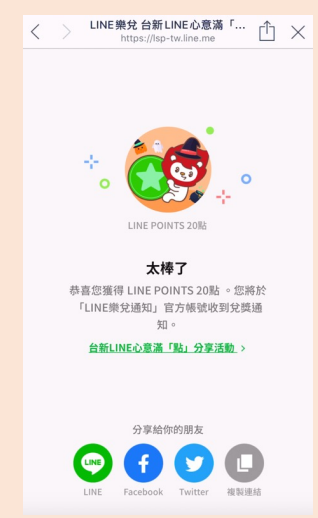 LINE樂兌 台新LINE心意滿「...
https://lsp-tw.line.me
LINE POINTS 20點
太棒了
恭喜您獲得 LINE POINTS 20點 。您將於
「LINE樂兌通知」官方帳號收到兌獎通
知。
台新LINE心意滿「點」分享活動 >
分享給你的朋友
LINE
LINE
Facebook
Twitter
複製連結